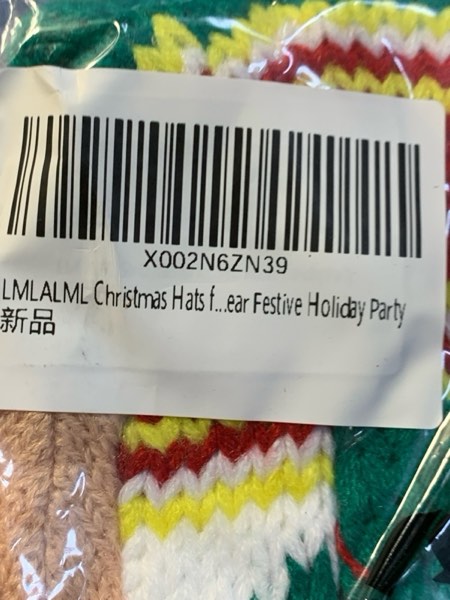 X002N6ZN39
LMLALML Christmas Hats f...ear Festive Holiday Party
新品